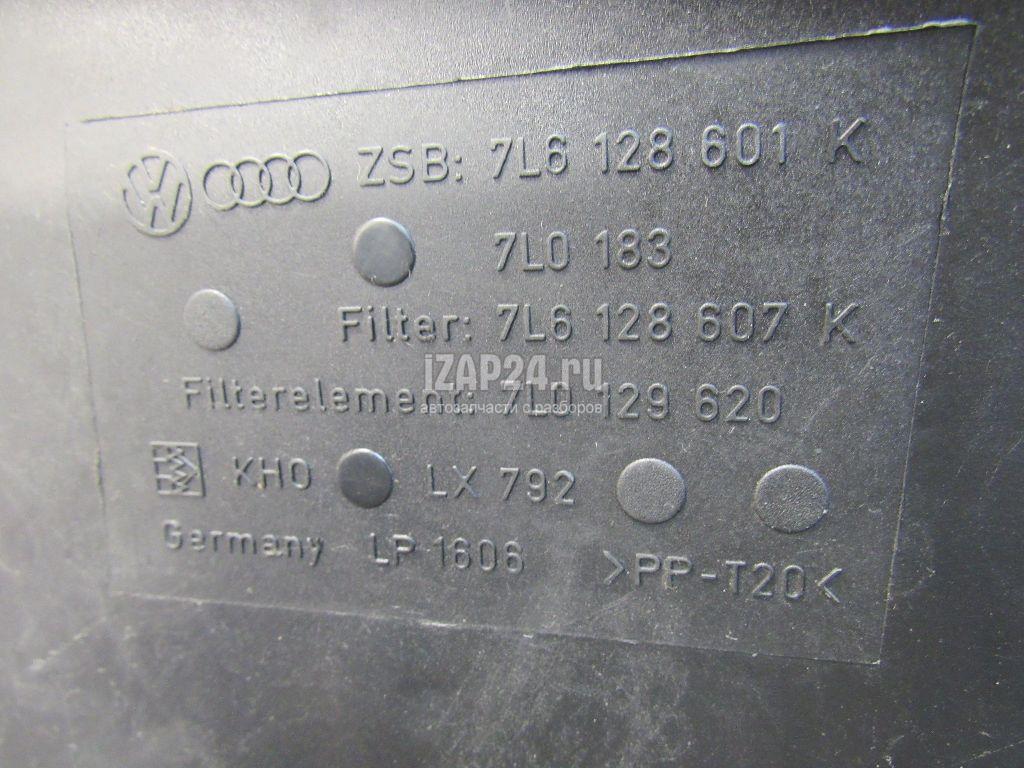 VW ZSB: 7L6 128 601 K
7L0 183
Filter: 7L6 128 607 K
iZAP24.ru
Filterelement: 7L0 129 620
автозапчасти с разборов
KHO LX 792
Germany LP 1606 >PP-T20<